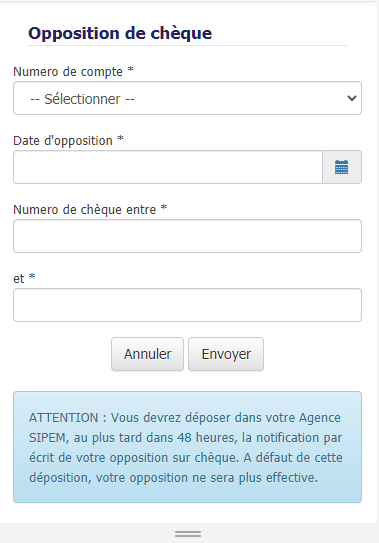 Opposition de chèque
Numero de compte *
-- Sélectionner --
Date d'opposition *
Numero de chèque entre *
et *
Annuler Envoyer
ATTENTION : Vous devrez déposer dans votre Agence
SIPEM, au plus tard dans 48 heures, la notification par
écrit de votre opposition sur chèque. A défaut de cette
déposition, votre opposition ne sera plus effective.